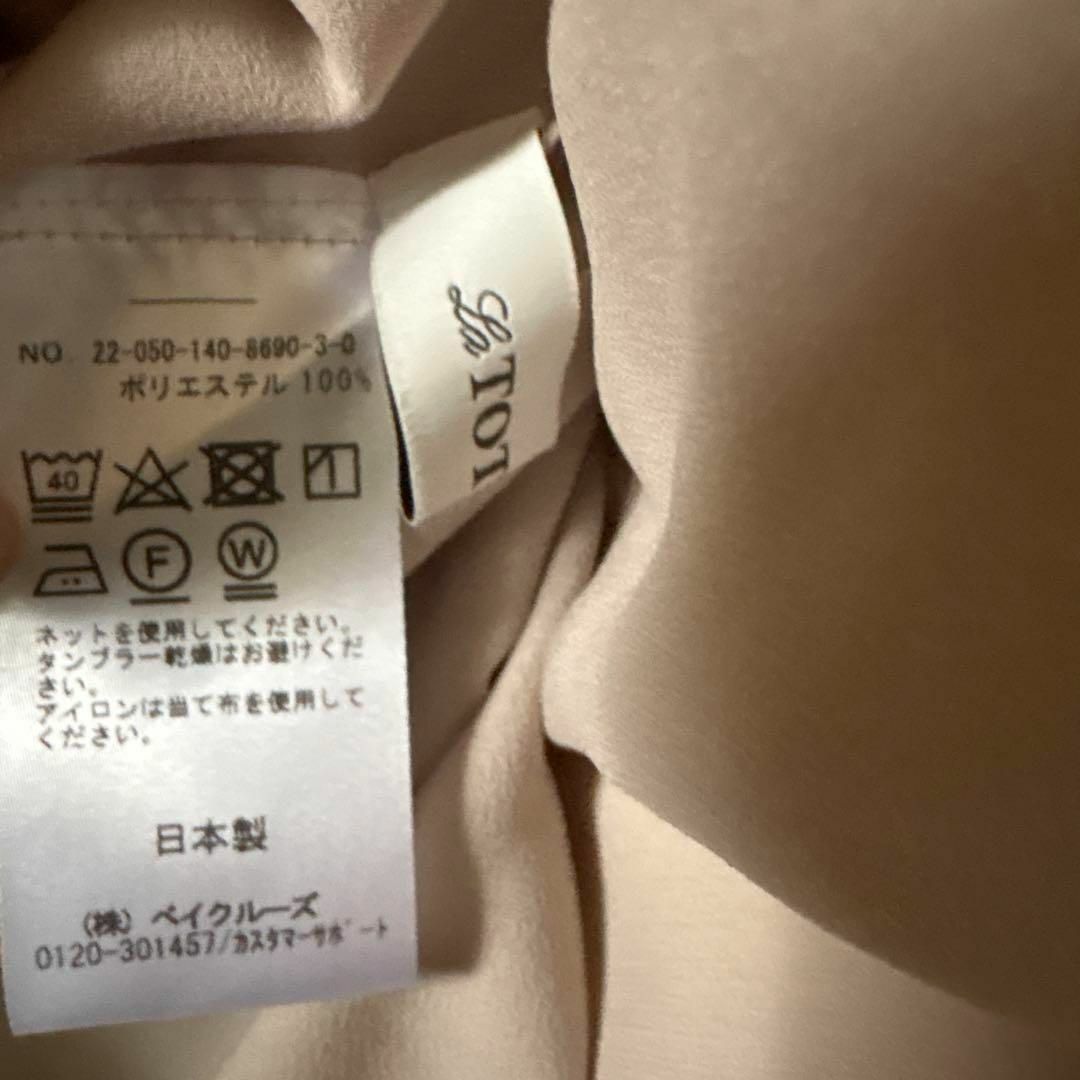 NO. 22-050-140-8690-3-0
ポリエステル 100%
40
F
W
ネットを使用してください。
タンブラー乾燥はお避けくだ
さい。
アイロンは当て布を使用して
ください。
日本製
(株) ベイクルーズ
0120-301457/カスタマーサポート
La TOT